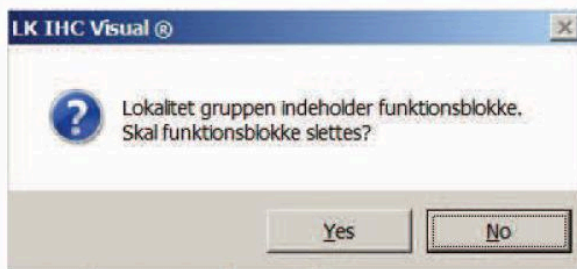 LK IHC Visual ®
Lokalitet gruppen indeholder funktionsblokke.
Skal funktionsblokke slettes?
Yes
No